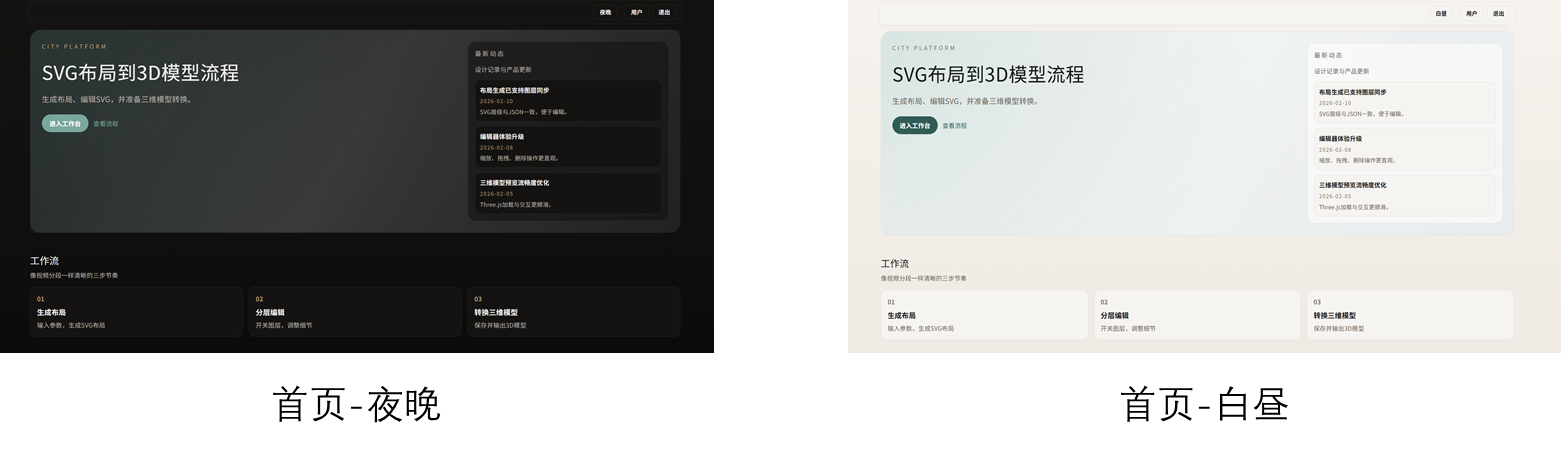 夜晚 用户 退出
CITY PLATFORM
SVG布局到3D模型流程
生成布局、编辑SVG，并准备三维模型转换。
进入工作台 查看流程
最新动态
设计记录与产品更新
布局生成已支持图层同步
2026-02-10
SVG层级与JSON一致，便于编辑。
编辑器体验升级
2026-02-08
缩放、拖拽、删除操作更直观。
三维模型预览流畅度优化
2026-02-05
Three.js加载与交互更顺滑。
工作流
像视频分段一样清晰的三步节奏
01
生成布局
输入参数，生成SVG布局
02
分层编辑
开关图层，调整细节
03
转换三维模型
保存并输出3D模型
首页-夜晚
白昼 用户 退出
CITY PLATFORM
SVG布局到3D模型流程
生成布局、编辑SVG，并准备三维模型转换。
进入工作台 查看流程
最新动态
设计记录与产品更新
布局生成已支持图层同步
2026-02-10
SVG层级与JSON一致，便于编辑。
编辑器体验升级
2026-02-08
缩放、拖拽、删除操作更直观。
三维模型预览流畅度优化
2026-02-05
Three.js加载与交互更顺滑。
工作流
像视频分段一样清晰的三步节奏
01
生成布局
输入参数，生成SVG布局
02
分层编辑
开关图层，调整细节
03
转换三维模型
保存并输出3D模型
首页-白昼